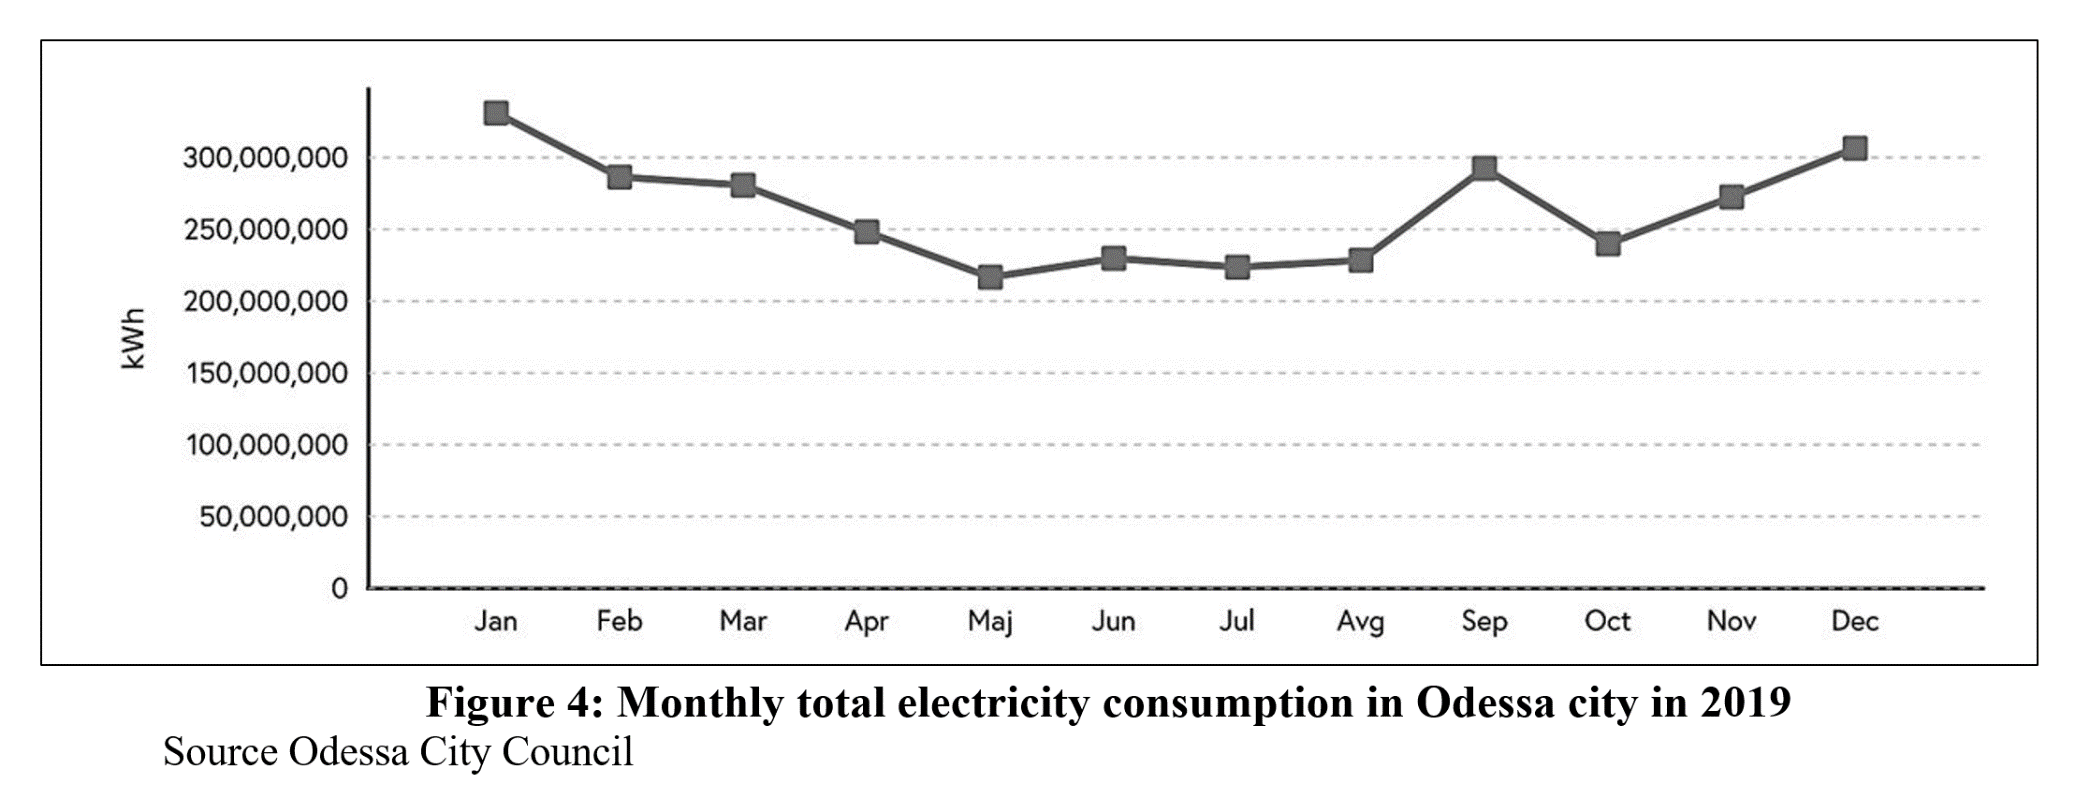 300,000,000
250,000,000
200,000,000
150,000,000
100,000,000
50,000,000
0
kWh
Jan Feb Mar Apr Maj Jun Jul Avg Sep Oct Nov Dec
Figure 4: Monthly total electricity consumption in Odessa city in 2019
Source Odessa City Council